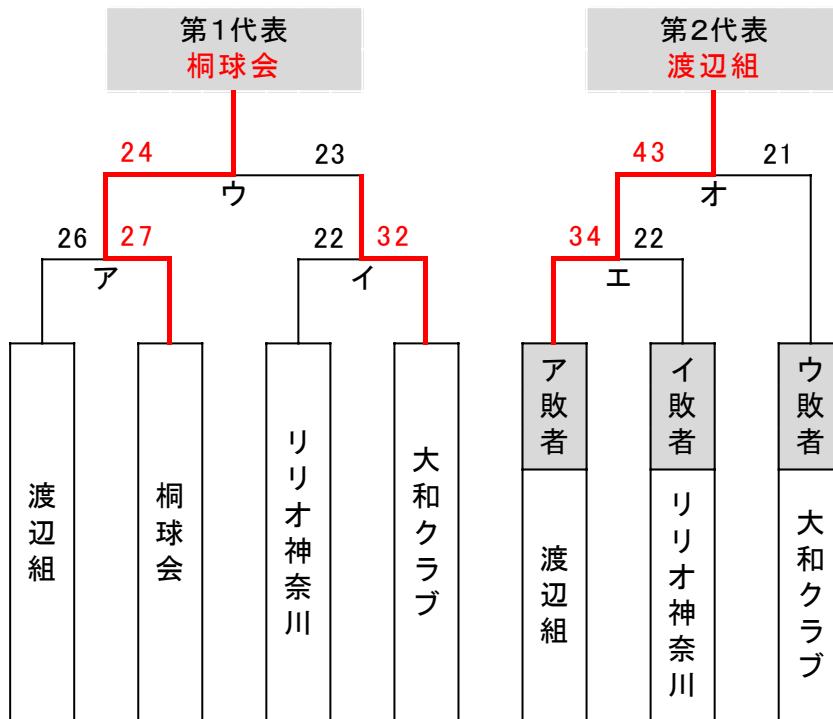 第1代表
桐球会
第2代表
渡辺組
24
23
ウ
43
21
オ
26
27
ア
22
32
イ
34
22
エ
渡辺組
桐球会
リリオ神奈川
大和クラブ
ア敗者
渡辺組
イ敗者
リリオ神奈川
ウ敗者
大和クラブ